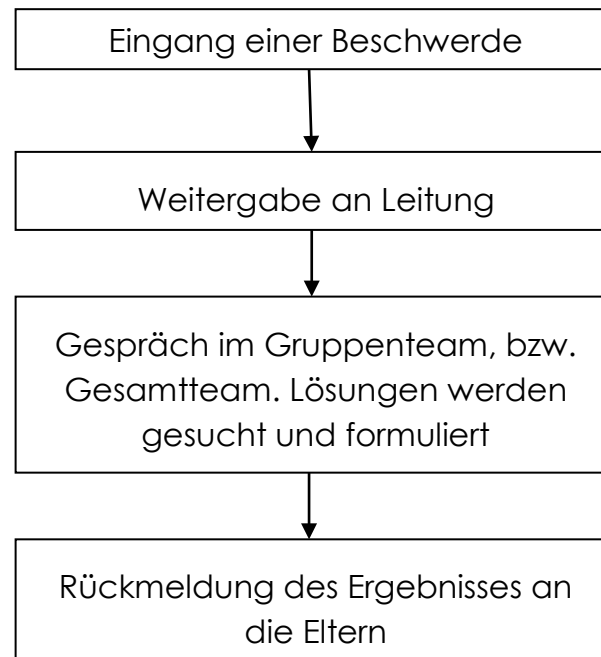 Eingang einer Beschwerde
Weitergabe an Leitung
Gespräch im Gruppenteam, bzw.
Gesamtteam. Lösungen werden
gesucht und formuliert
Rückmeldung des Ergebnisses an
die Eltern